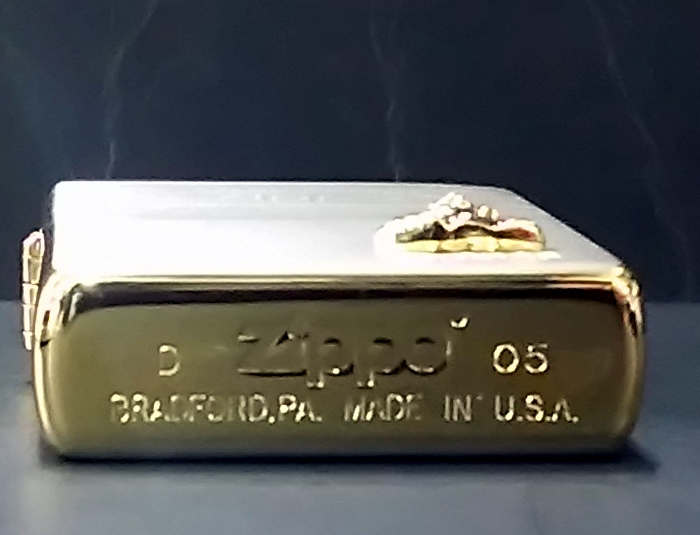 D Zippo 05
BRADFORD,PA. MADE IN U.S.A.